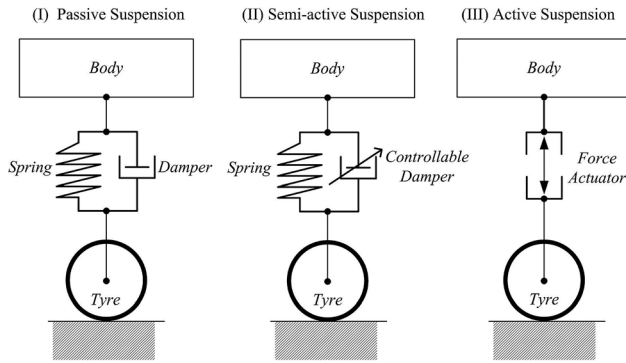 (I) Passive Suspension
(II) Semi-active Suspension
(III) Active Suspension
Body
Body
Body
Spring
Damper
Spring
Controllable
Damper
Force
Actuator
Tyre
Tyre
Tyre